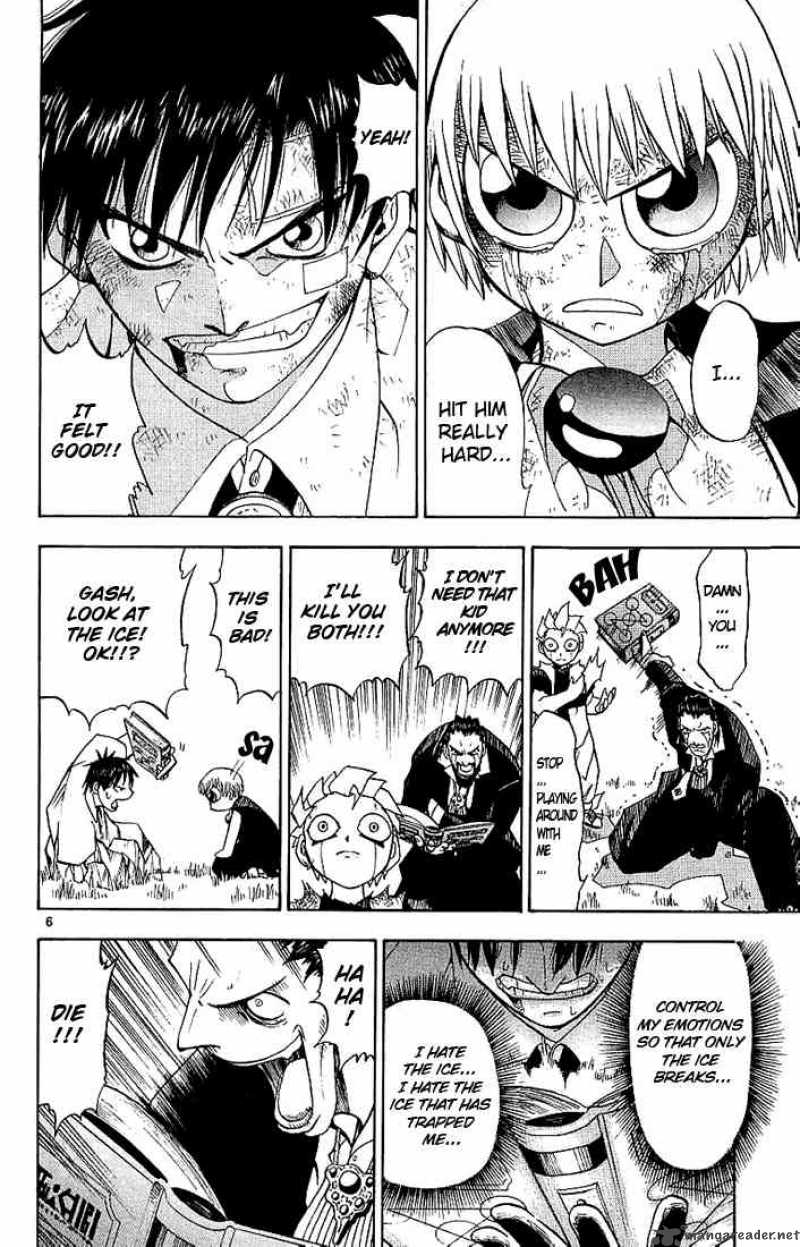 I...
HIT HIM
REALLY
HARD...
YEAH!
IT
FELT
GOOD!!
BAH
DAMN
...
YOU
...
STOP
...
PLAYING
AROUND
WITH
ME
...
I DON'T
NEED THAT
KID
ANYMORE
!!!
I'LL
KILL YOU
BOTH!!!
THIS
IS
BAD!
GASH,
LOOK AT
THE ICE!
OK!!?
Sa
6
CONTROL
MY EMOTIONS
SO THAT ONLY
THE ICE
BREAKS...
I HATE
THE ICE...
I HATE THE
ICE THAT HAS
TRAPPED
ME...
HA
HA
!
DIE
!!!
mangareader.net